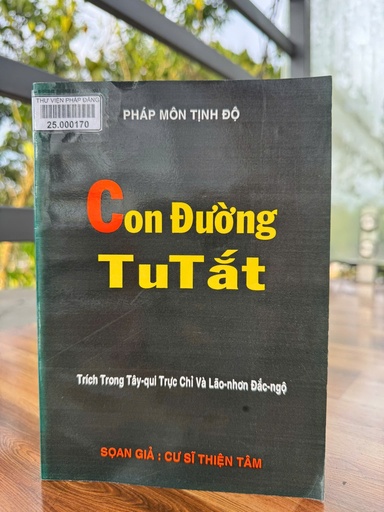 THƯ VIỆN PHÁP ĐĂNG
25.000170
PHÁP MÔN TỊNH ĐỘ
Con Đường
TuTắt
Trích Trong Tây-qui Trực Chỉ Và Lão-nhơn Đắc-ngộ
SỌAN GIẢ : CƯ SĨ THIỆN TÂM